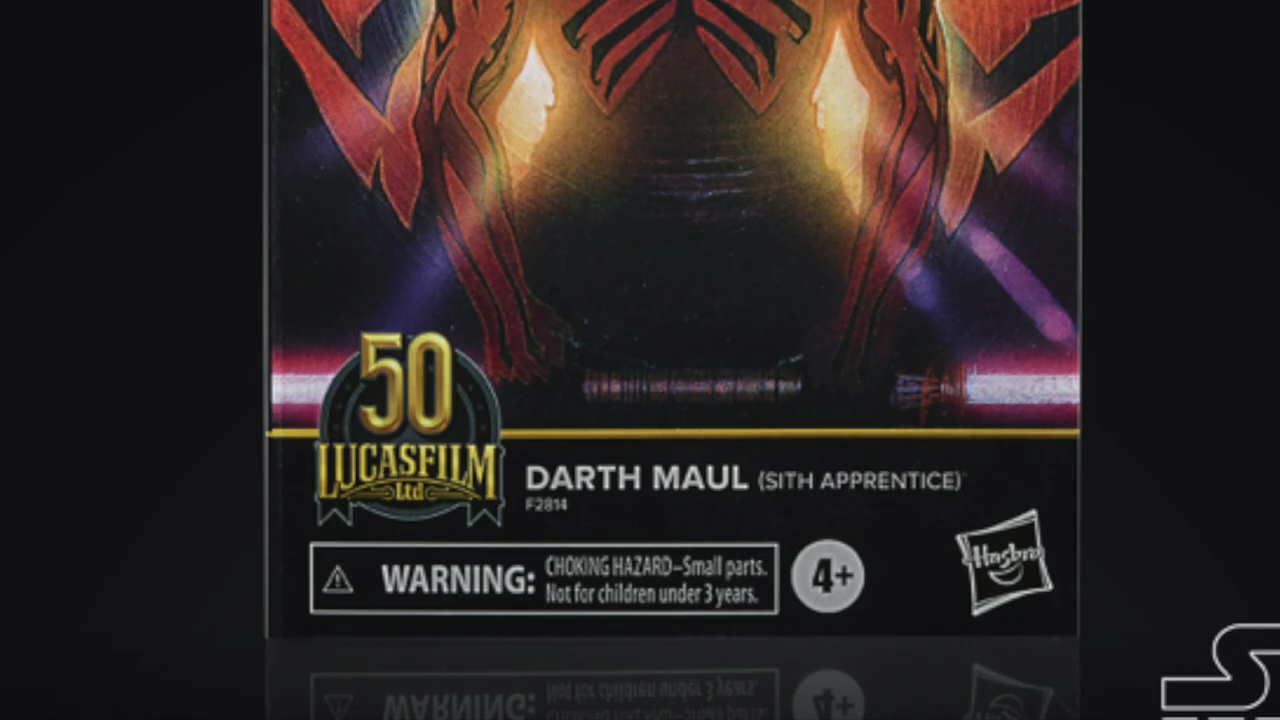 50
LUCASFILM
Ltd
DARTH MAUL (SITH APPRENTICE)
F2814
WARNING: CHOKING HAZARD–Small parts.
Not for children under 3 years.
4+
Hasbro